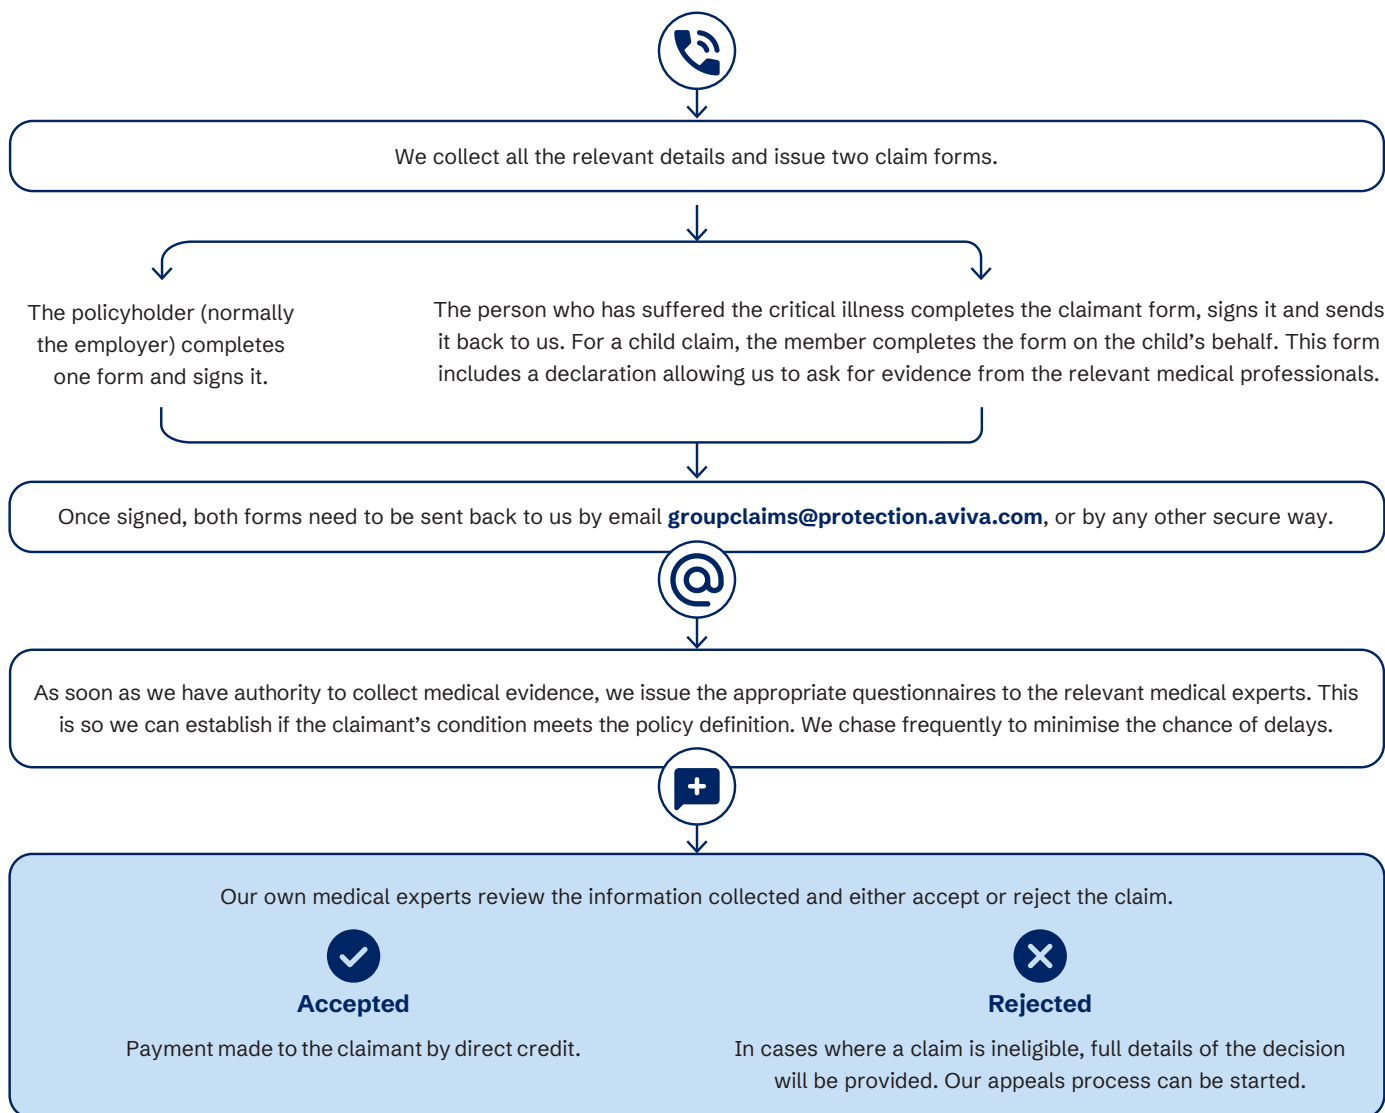 We collect all the relevant details and issue two claim forms.
The policyholder (normally
the employer) completes
one form and signs it.
The person who has suffered the critical illness completes the claimant form, signs it and sends
it back to us. For a child claim, the member completes the form on the child’s behalf. This form
includes a declaration allowing us to ask for evidence from the relevant medical professionals.
Once signed, both forms need to be sent back to us by email groupclaims@protection.aviva.com, or by any other secure way.
As soon as we have authority to collect medical evidence, we issue the appropriate questionnaires to the relevant medical experts. This
is so we can establish if the claimant’s condition meets the policy definition. We chase frequently to minimise the chance of delays.
Our own medical experts review the information collected and either accept or reject the claim.
Accepted
Payment made to the claimant by direct credit.
Rejected
In cases where a claim is ineligible, full details of the decision
will be provided. Our appeals process can be started.